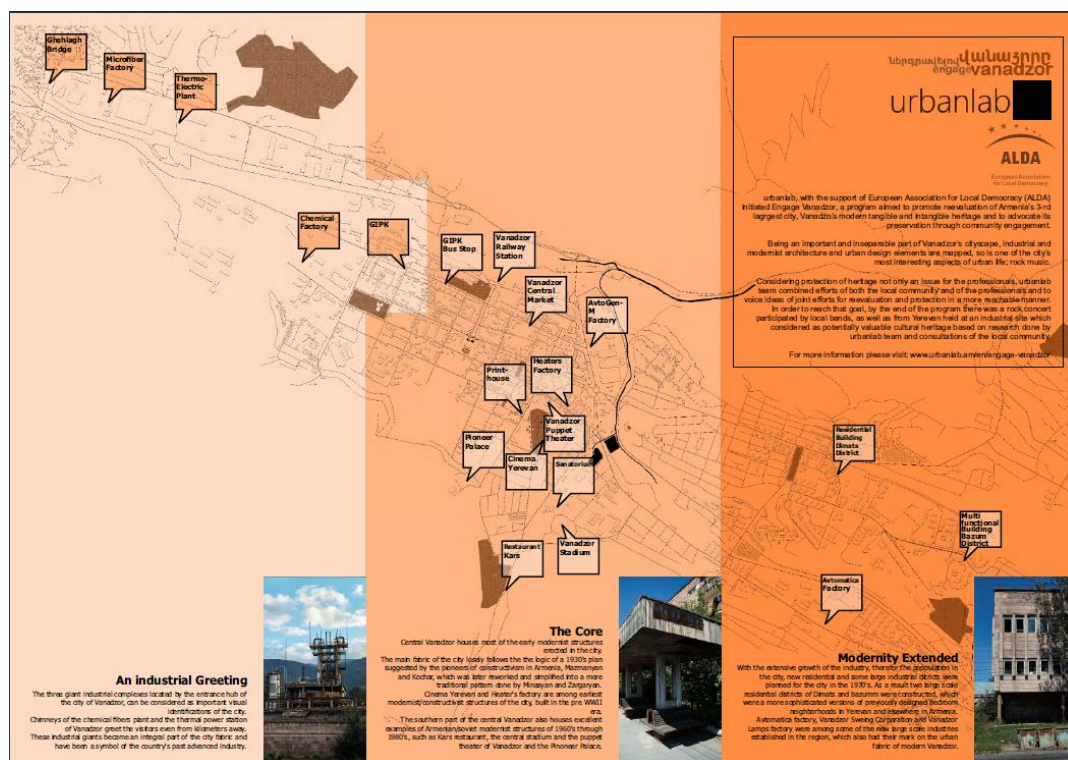 Ghshlagh
Bridge
Microfiber
Factory
Thermo-
Electric
Plant
Chemical
Factory
GIPK
GIPK
Bus Stop
Vanadzor
Railway
Station
Vanadzor
Central
Market
AvtoGen-
M
Factory
Print-
house
Heaters
Factory
Vanadzor
Puppet
Theater
Pioneer
Palace
Cinema
Yerevan
Sanatorium
Restaurant
Kars
Vanadzor
Stadium
Residential
Building
Dimats
District
Multi
functional
Building
Bazum
District
Avtomatica
Factory
ներգրավելով վանաձորը
engage vanadzor
urbanlab
ALDA
European Association
for Local Democracy
urbanlab, with the support of European Association for Local Democracy (ALDA)
initiated Engage Vanadzor, a program aimed to promote reevaluation of Armenia's 3-rd
lagrgest city, Vanadzo's modern tangible and intangible heritage and to advocate its
preservation through community engagement.
Being an important and inseparable part of Vanadzor's cityscape, industrial and
modernist architecture and urban design elements are mapped, so is one of the city's
most interesting aspects of urban life; rock music.
Considering protection of heritage not only an issue for the professionals, urbanlab
team combined efforts of both the local community and of the professionals and to
voice ideas of joint efforts for reevaluation and protection in a more reachable manner.
In order to reach that goal, by the end of the program there was a rock concert
participated by local bands, as well as from Yerevan held at an industrial site which
considered as potentially valuable cultural heritage based on research done by
urbanlab team and consultations of the local community.
For more information please visit: www.urbanlab.am/en/engage-vanadzor
An industrial Greeting
The three giant industrial complexes located by the entrance hub of
the city of Vanadzor, can be considered as important visual
identifications of the city.
Chimneys of the chemical fibers plant and the thermal power station
of Vanadzor greet the visitors even from kilometers away.
These industrial giants became an integral part of the city fabric and
have been a symbol of the country's past advanced industry.
The Core
Central Vanadzor houses most of the early modernist structures
erected in the city.
The main fabric of the city losely follows the the logic of a 1930's plan
suggested by the pioneers of constructivism in Armenia, Mazmanyan
and Kochar, which was later reworked and simplified into a more
traditional pattern done by Minasyan and Zargaryan.
Cinema Yerevan and Heater's factory are among earliest
modernist/constructivist structures of the city, built in the pre WWII
era.
The southern part of the central Vanadzor also houses excellent
examples of Armenian/soviet modernist structures of 1960's through
1980's, such as Kars restaurant, the central stadium and the puppet
theater of Vanadzor and the Pinoneer Palace.
Modernity Extended
With the extensive growth of the industry, therefor the population in
the city, new residential and some large industrial districts were
planned for the city in the 1970's. As a result two large scale
residential districts of Dimats and bazumm were constructed, which
were a more sophisticated versions of previously designed bedroom
neghborhoods in Yerevan and elsewhere in Armenia.
Avtomatica factory, Vanadzor Sweing Corporation and Vanadzor
Lamps factory were among some of the new large scale industries
established in the region, which also had their mark on the urban
fabric of modern Vanadzor.